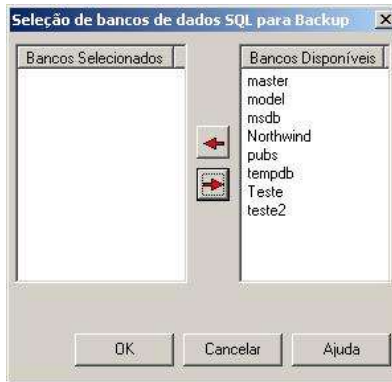 Seleção de bancos de dados SQL para Backup
Bancos Selecionados
Bancos Disponíveis
master
model
msdb
Northwind
pubs
tempdb
Teste
teste2
OK
Cancelar
Ajuda